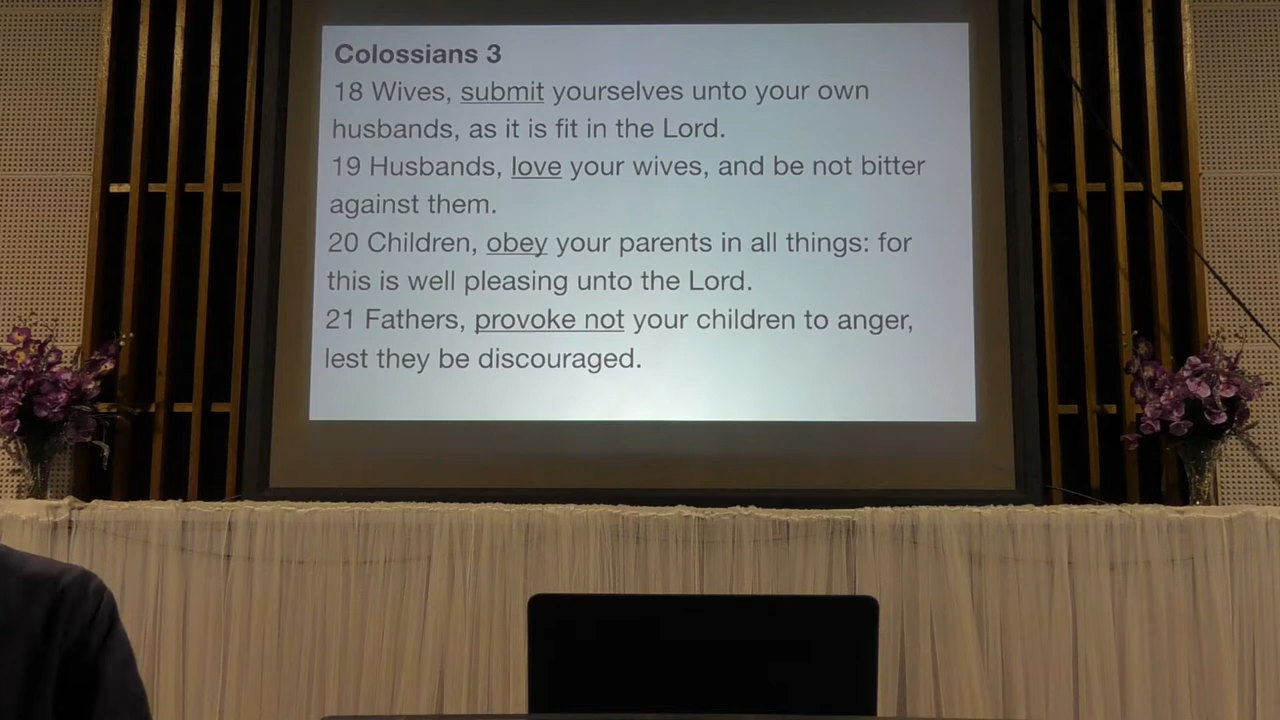 Colossians 3
18 Wives, submit yourselves unto your own
husbands, as it is fit in the Lord.
19 Husbands, love your wives, and be not bitter
against them.
20 Children, obey your parents in all things: for
this is well pleasing unto the Lord.
21 Fathers, provoke not your children to anger,
lest they be discouraged.